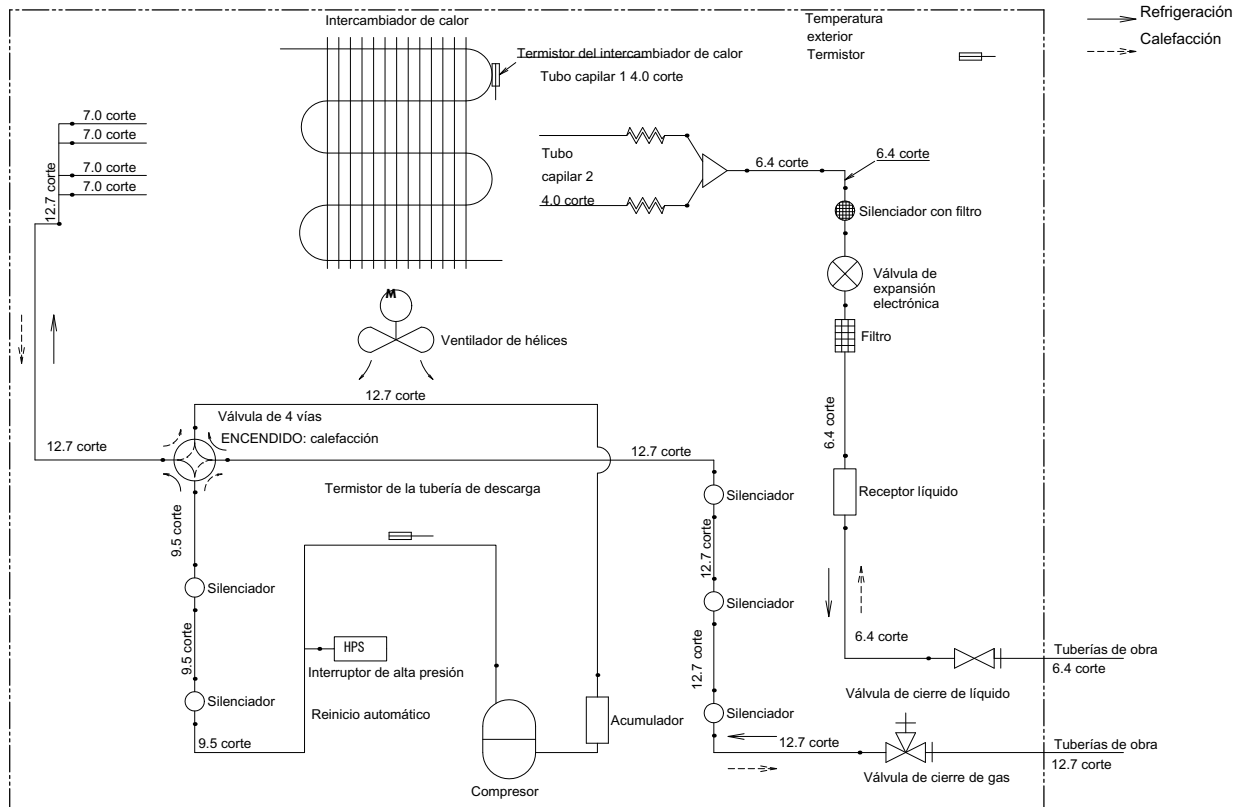 Intercambiador de calor
Temperatura
exterior
Termistor
Refrigeración
Calefacción
Termistor del intercambiador de calor
Tubo capilar 1 4.0 corte
7.0 corte
7.0 corte
7.0 corte
7.0 corte
12.7 corte
Tubo
capilar 2
4.0 corte
6.4 corte
6.4 corte
Silenciador con filtro
Válvula de
expansión
electrónica
Filtro
M
Ventilador de hélices
12.7 corte
Válvula de 4 vías
ENCENDIDO: calefacción
12.7 corte
12.7 corte
6.4 corte
Termistor de la tubería de descarga
Silenciador
Receptor líquido
9.5 corte
12.7 corte
Silenciador
Silenciador
9.5 corte
HPS
Interruptor de alta presión
12.7 corte
6.4 corte
Tuberías de obra
6.4 corte
Silenciador
Reinicio automático
Acumulador
Silenciador
Válvula de cierre de líquido
9.5 corte
12.7 corte
Tuberías de obra
12.7 corte
Válvula de cierre de gas
Compresor